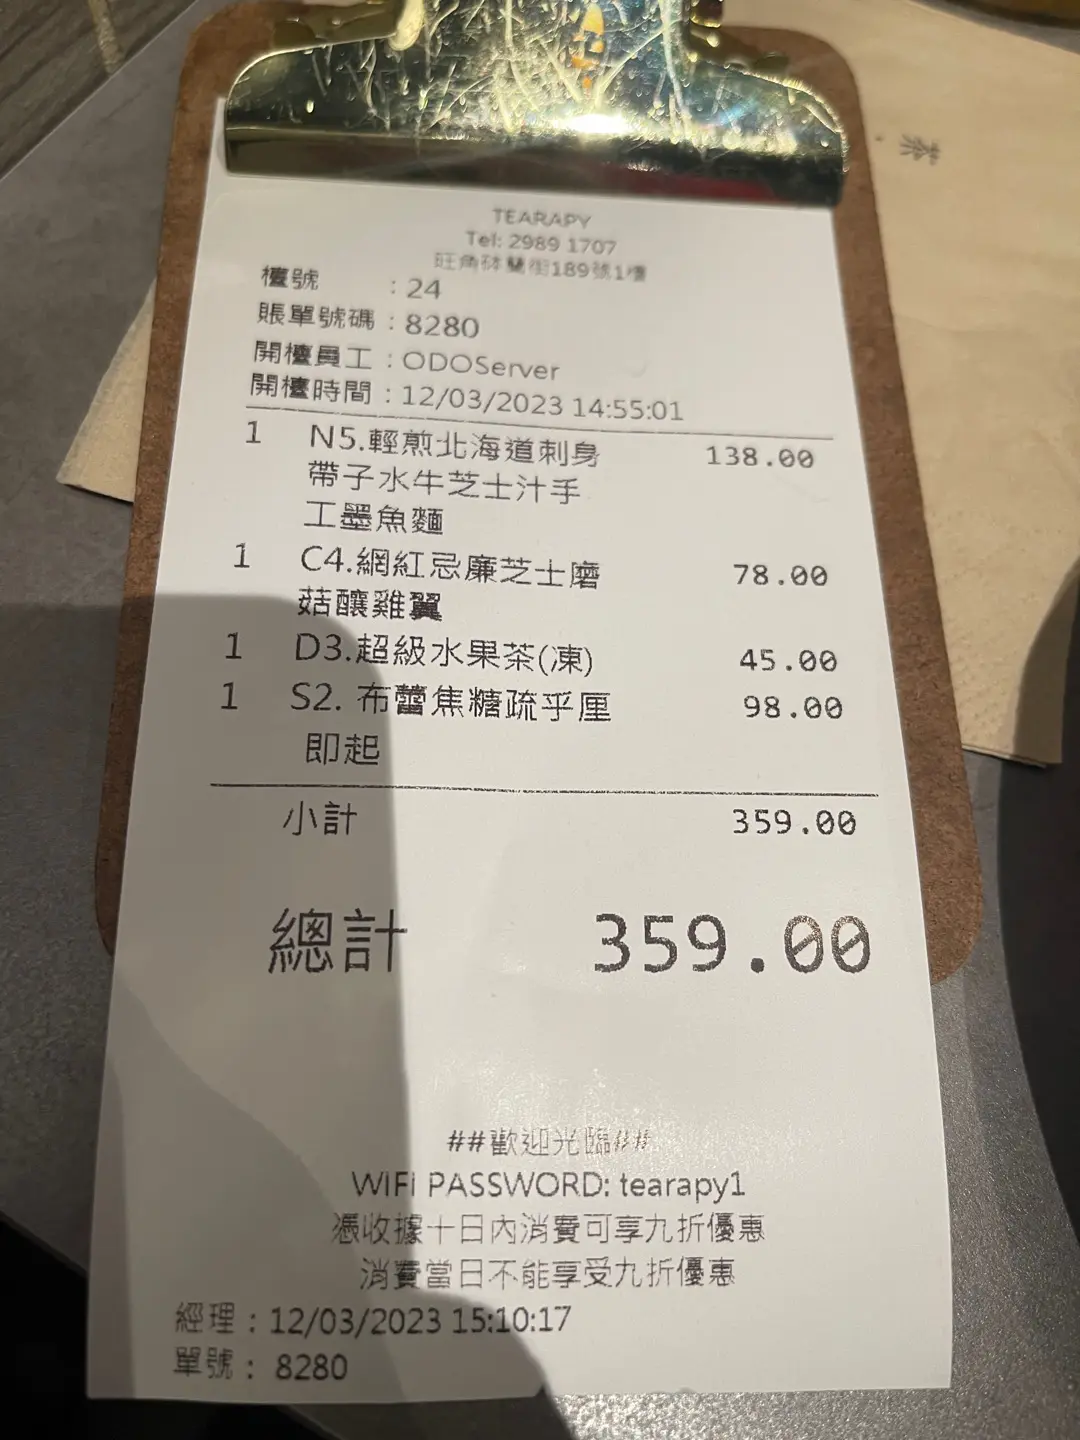 茶
TEARAPY
Tel: 2989 1707
旺角砵蘭街189號1樓
檯號 : 24
賬單號碼 : 8280
開檯員工 : ODOServer
開檯時間 : 12/03/2023 14:55:01
1 N5.輕煎北海道刺身 138.00
帶子水牛芝士汁手
工墨魚麵
1 C4.網紅忌廉芝士磨 78.00
菇釀雞翼
1 D3.超級水果茶(凍) 45.00
1 S2. 布蕾焦糖疏乎厘 98.00
即起
小計 359.00
總計 359.00
##歡迎光臨##
WIFI PASSWORD: tearapy1
憑收據十日內消費可享九折優惠
消費當日不能享受九折優惠
經理 : 12/03/2023 15:10:17
單號 : 8280